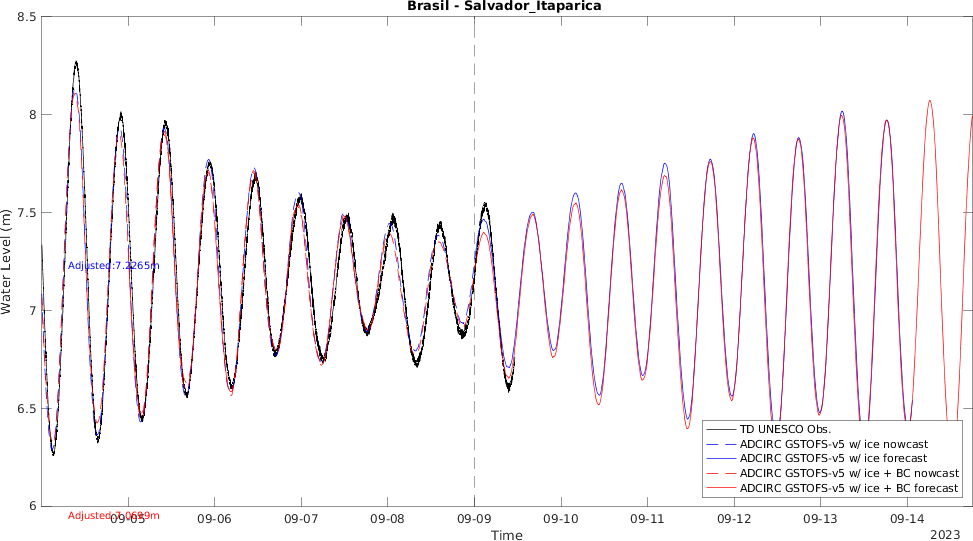 Brasil - Salvador_Itaparica
Water Level (m)
8.5
8
7.5
7
6.5
6
Adjusted:7.2265m
Adjusted:7.0699m
09-05
09-06
09-07
09-08
09-09
09-10
09-11
09-12
09-13
09-14
Time
2023
TD UNESCO Obs.
ADCIRC GSTOFS-v5 w/ ice nowcast
ADCIRC GSTOFS-v5 w/ ice forecast
ADCIRC GSTOFS-v5 w/ ice + BC nowcast
ADCIRC GSTOFS-v5 w/ ice + BC forecast